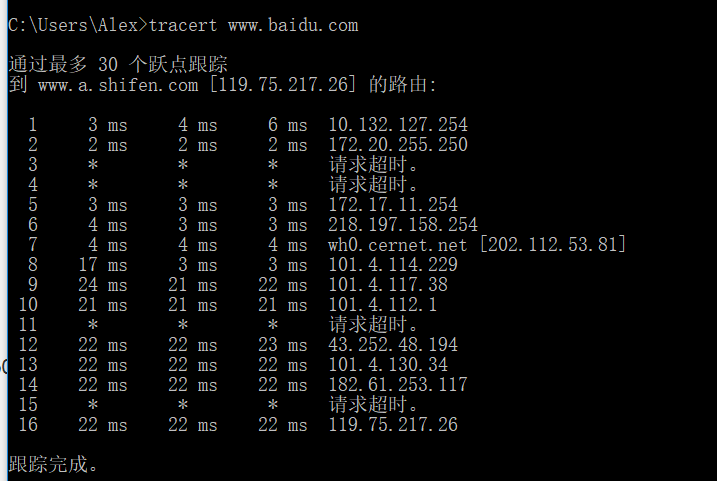 C:\Users\Alex>tracert www.baidu.com
通过最多 30 个跃点跟踪
到 www.a.shifen.com [119.75.217.26] 的路由:
1 3 ms 4 ms 6 ms 10.132.127.254
2 2 ms 2 ms 2 ms 172.20.255.250
3 * * * 请求超时。
4 * * * 请求超时。
5 3 ms 3 ms 3 ms 172.17.11.254
6 4 ms 3 ms 3 ms 218.197.158.254
7 4 ms 4 ms 4 ms wh0.cernet.net [202.112.53.81]
8 17 ms 3 ms 3 ms 101.4.114.229
9 24 ms 21 ms 22 ms 101.4.117.38
10 21 ms 21 ms 21 ms 101.4.112.1
11 * * * 请求超时。
12 22 ms 22 ms 23 ms 43.252.48.194
13 22 ms 22 ms 22 ms 101.4.130.34
14 22 ms 22 ms 22 ms 182.61.253.117
15 * * * 请求超时。
16 22 ms 22 ms 22 ms 119.75.217.26
跟踪完成。